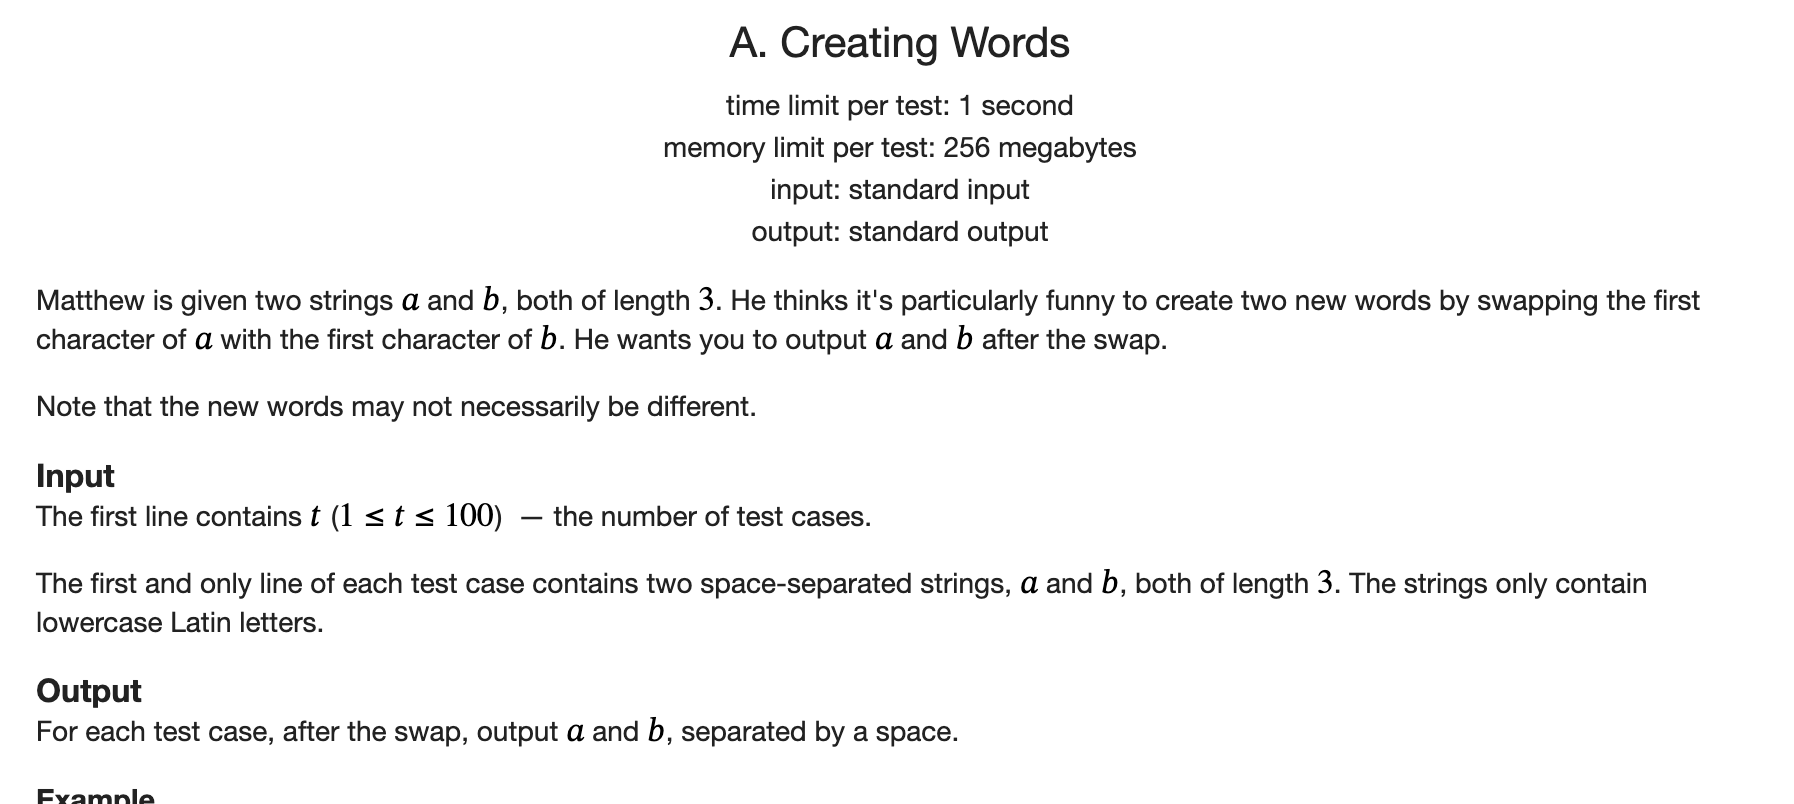 A. Creating Words
time limit per test: 1 second
memory limit per test: 256 megabytes
input: standard input
output: standard output
Matthew is given two strings a and b, both of length 3. He thinks it's particularly funny to create two new words by swapping the first
character of a with the first character of b. He wants you to output a and b after the swap.
Note that the new words may not necessarily be different.
Input
The first line contains t (1 ≤ t ≤ 100) — the number of test cases.
The first and only line of each test case contains two space-separated strings, a and b, both of length 3. The strings only contain
lowercase Latin letters.
Output
For each test case, after the swap, output a and b, separated by a space.
Example